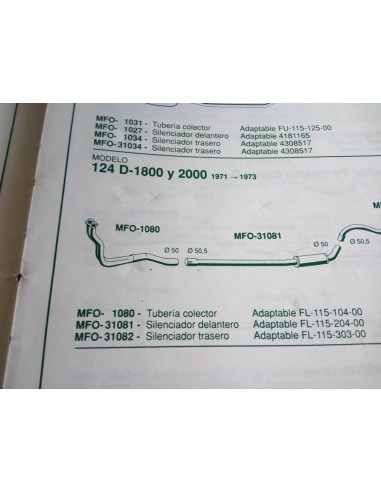 MFO- 1031 - Tubería colector Adaptable FU-115-125-00
MFO- 1027 - Silenciador delantero Adaptable 4181165
MFO- 1034 - Silenciador trasero Adaptable 4308517
MFO-31034 - Silenciador trasero Adaptable 4308517
MODELO
124 D-1800 y 2000 1971 → 1973
MFO-1080
MFO-31081
Ø 50
Ø 50,5
Ø 50
Ø 50,5
MFO- 1080 - Tubería colector Adaptable FL-115-104-00
MFO-31081 - Silenciador delantero Adaptable FL-115-204-00
MFO-31082 - Silenciador trasero Adaptable FL-115-303-00